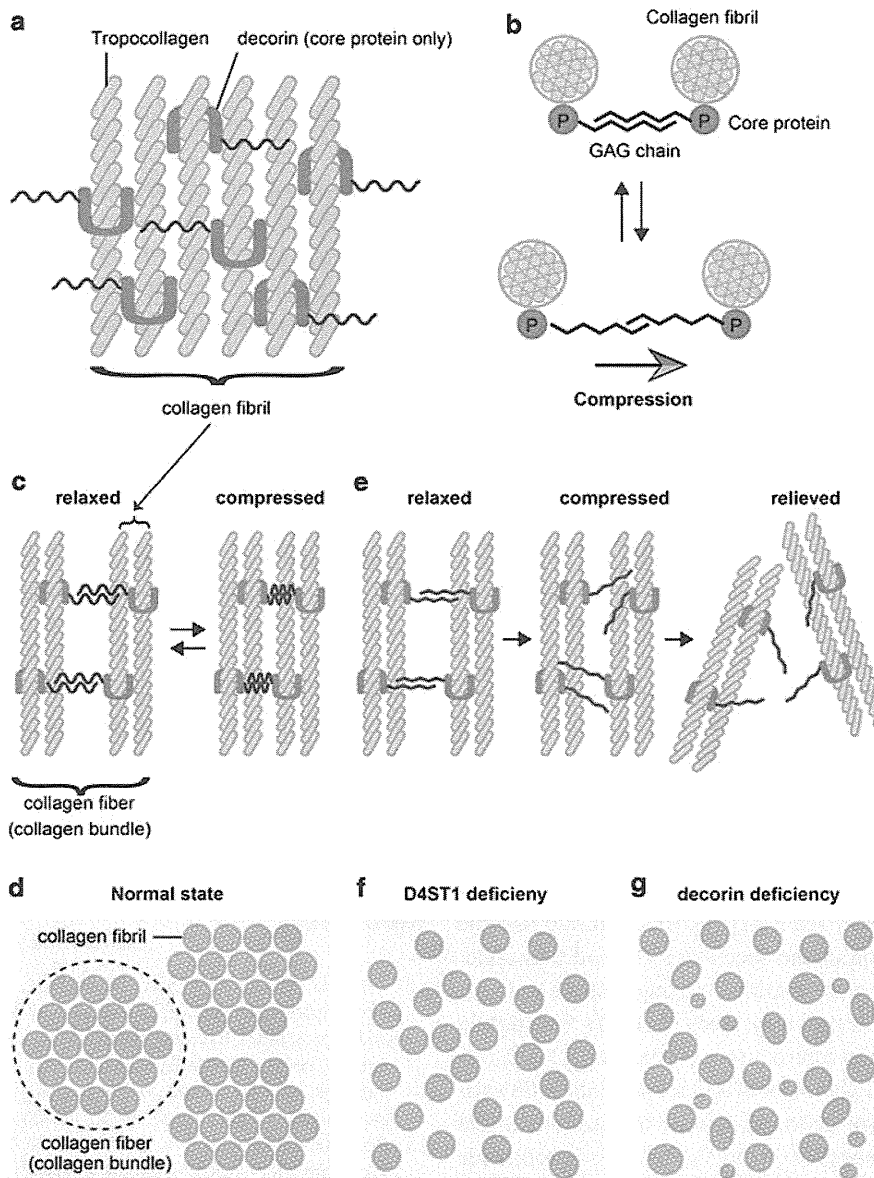 a
Tropocollagen decorin (core protein only)
collagen fibril
b
Collagen fibril
P P Core protein
GAG chain
P P
Compression
c
relaxed compressed
collagen fiber
(collagen bundle)
e
relaxed compressed relieved
d
Normal state
collagen fibril
collagen fiber
(collagen bundle)
f
D4ST1 deficieny
g
decorin deficiency